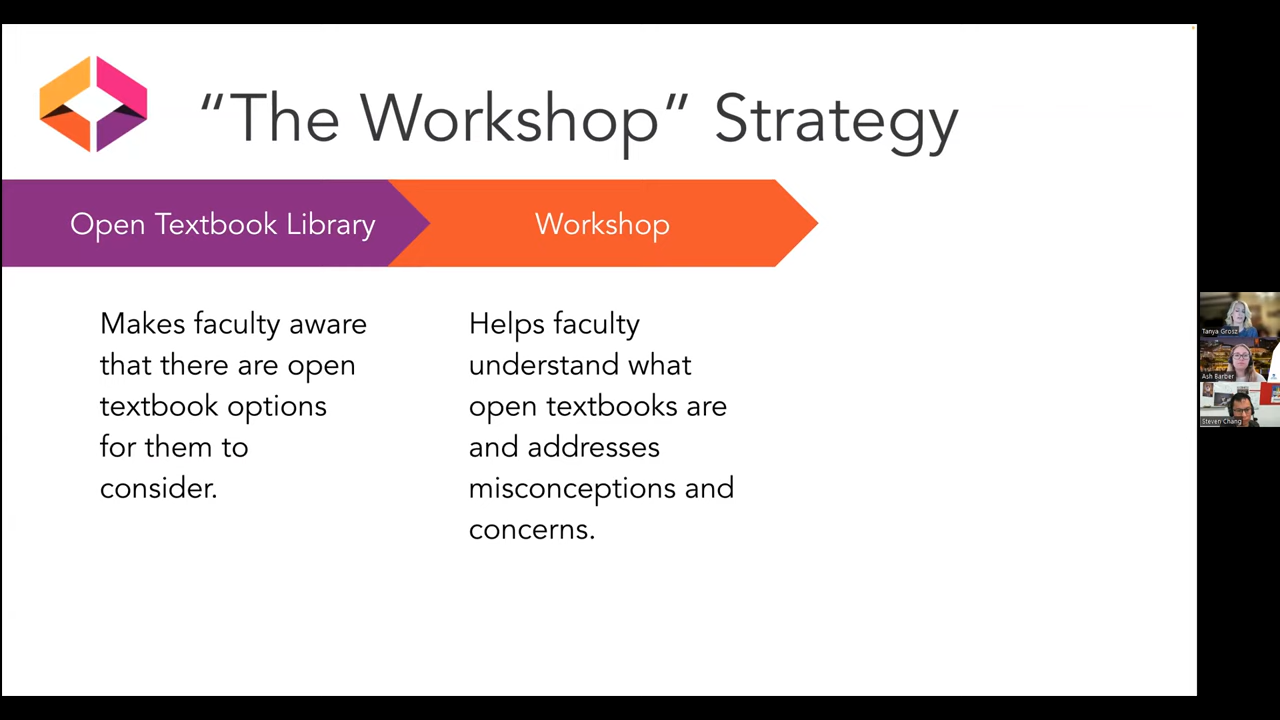 “The Workshop” Strategy
Open Textbook Library
Workshop
Makes faculty aware
that there are open
textbook options
for them to
consider.
Helps faculty
understand what
open textbooks are
and addresses
misconceptions and
concerns.
Tanya Grosz
Ash Barber
Steven Chang